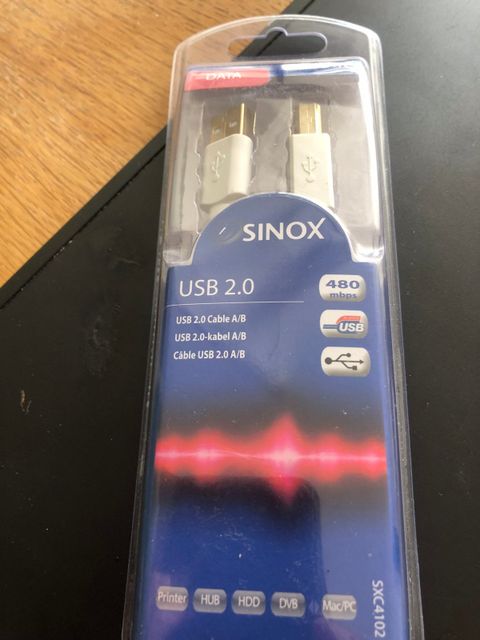 DATA
SINOX
USB 2.0
480
mbps
USB 2.0 Cable A/B
USB
USB 2.0-kabel A/B
Câble USB 2.0 A/B
Printer
HUB
HDD
DVB
Mac/PC
SXC4102